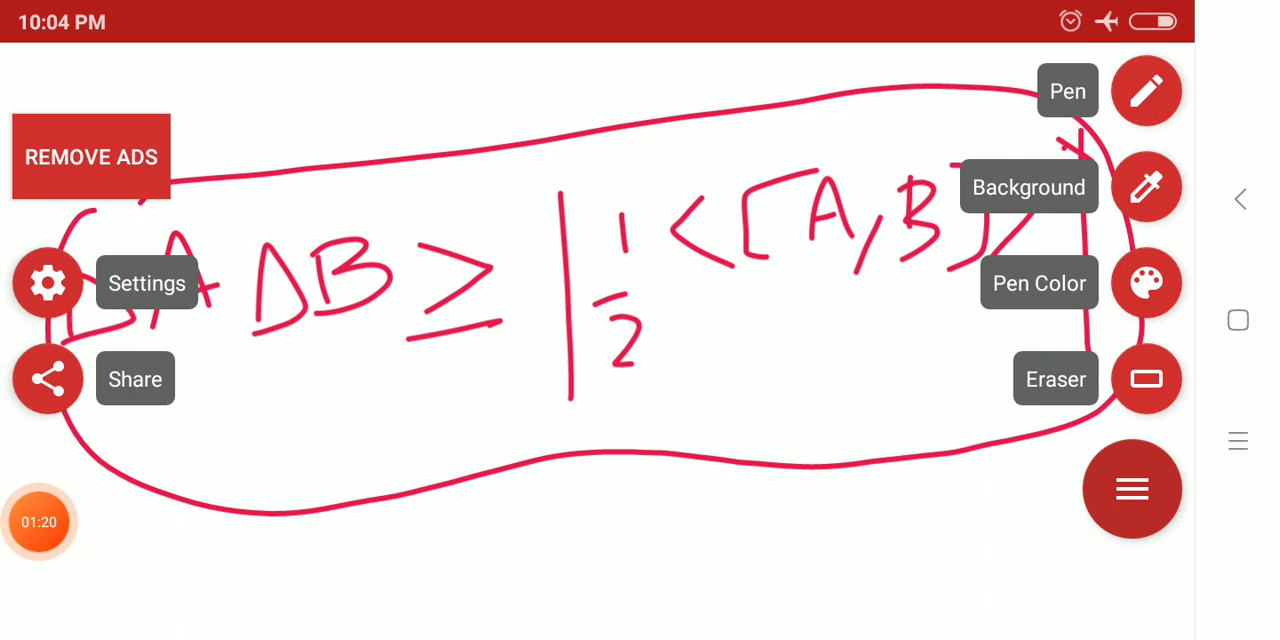 10:04 PM
Pen
REMOVE ADS
Background
ΔA ΔB ≥ | 1/2 <[A, B]> |
Settings
Pen Color
Share
Eraser
01:20